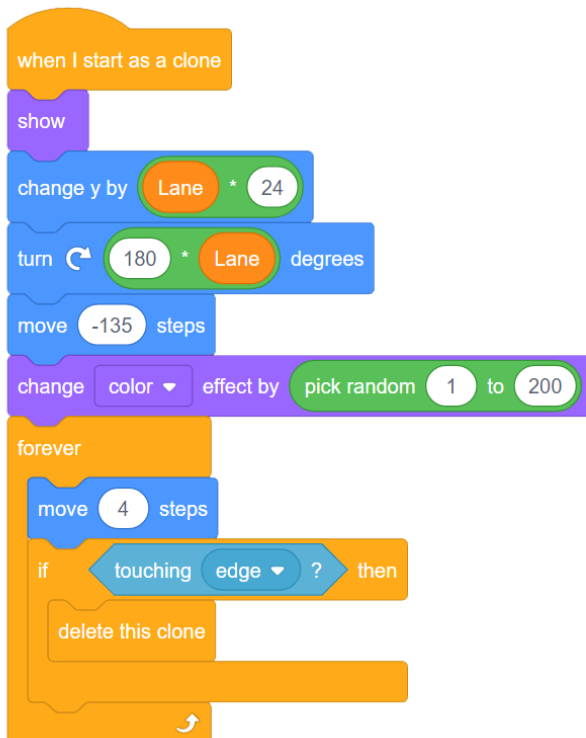 when I start as a clone
show
change y by Lane * 24
turn 180 * Lane degrees
move -135 steps
change color effect by pick random 1 to 200
forever
move 4 steps
if touching edge ? then
delete this clone